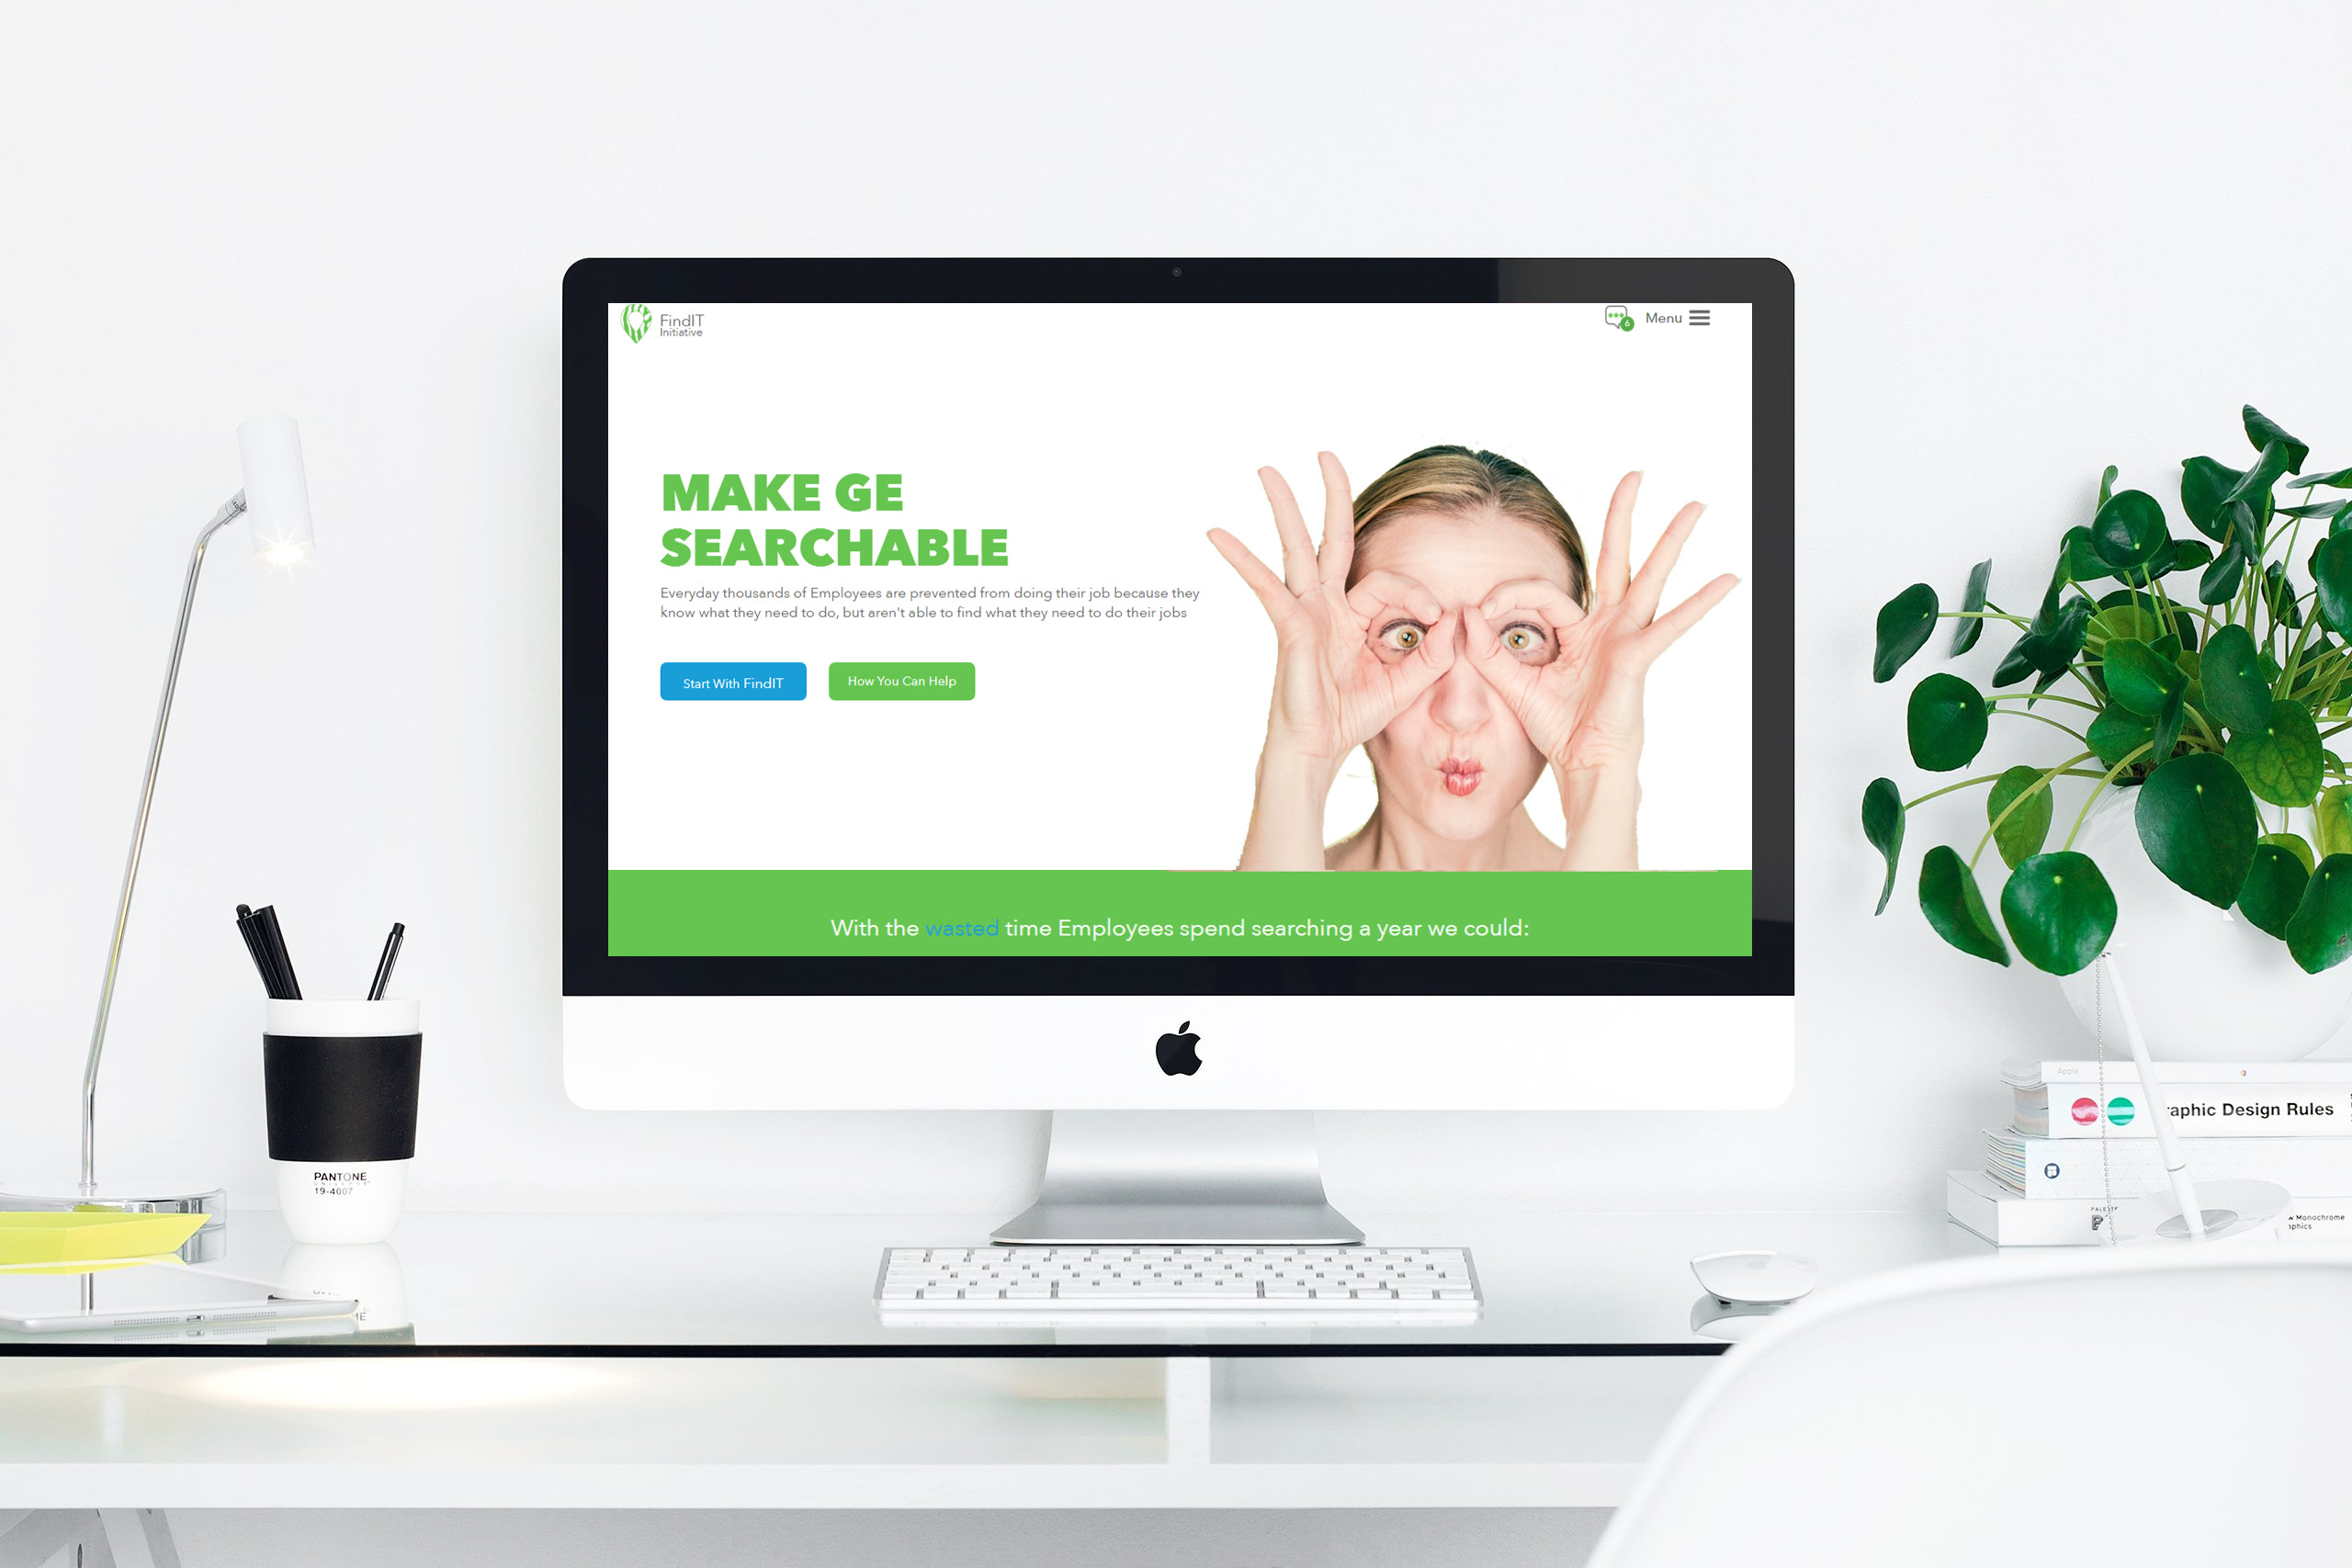 FindIT
Initiative
6
Menu
MAKE GE
SEARCHABLE
Everyday thousands of Employees are prevented from doing their job because they
know what they need to do, but aren't able to find what they need to do their jobs
Start With FindIT
How You Can Help
With the wasted time Employees spend searching a year we could:
PANTONE
UNIVERSE
19-4007
Apple
raphic Design Rules
PALETTE
Monochrome
aphics